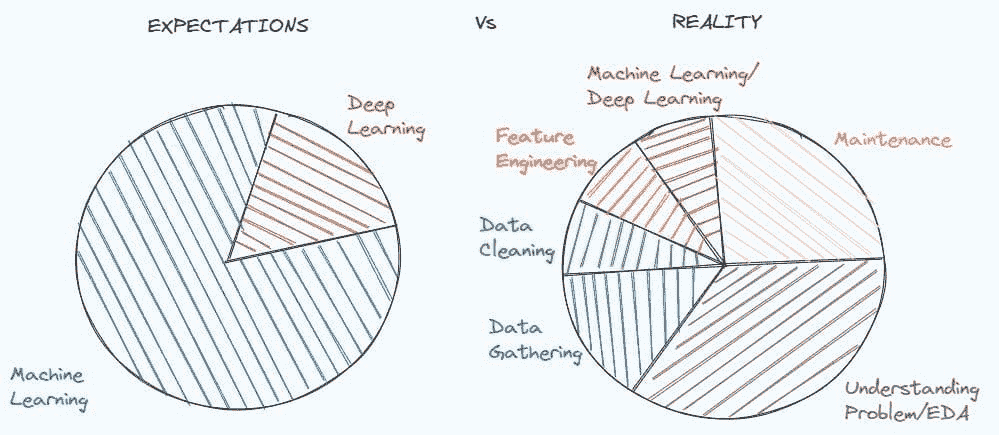 EXPECTATIONS
Vs
REALITY
Deep
Learning
Machine
Learning
Machine Learning/
Deep Learning
Feature
Engineering
Maintenance
Data
Cleaning
Data
Gathering
Understanding
Problem/EDA